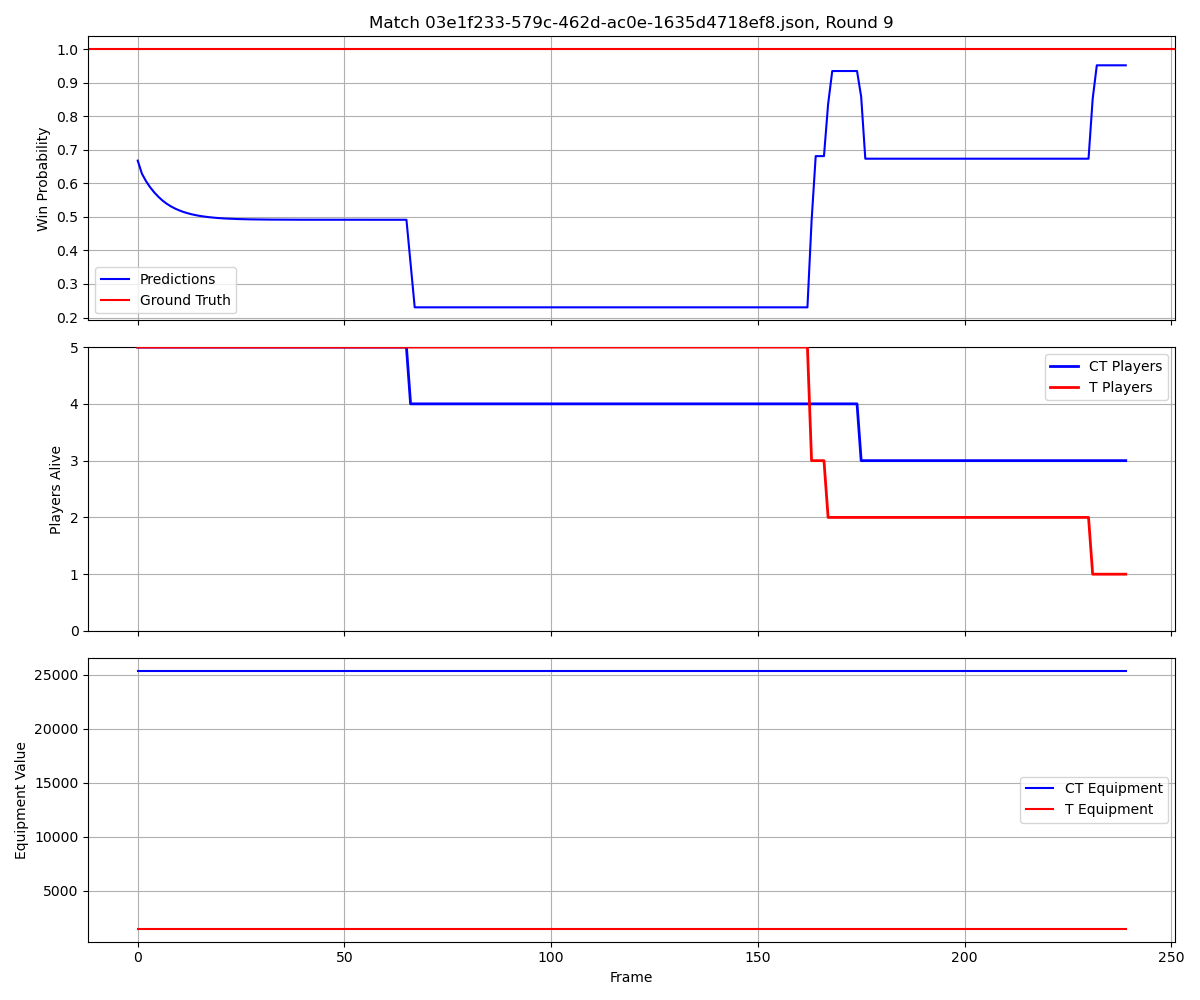 Match 03e1f233-579c-462d-ac0e-1635d4718ef8.json, Round 9
Win Probability
1.0
0.9
0.8
0.7
0.6
0.5
0.4
0.3
0.2
Predictions
Ground Truth
Players Alive
5
4
3
2
1
0
CT Players
T Players
Equipment Value
25000
20000
15000
10000
5000
CT Equipment
T Equipment
0 50 100 150 200 250
Frame